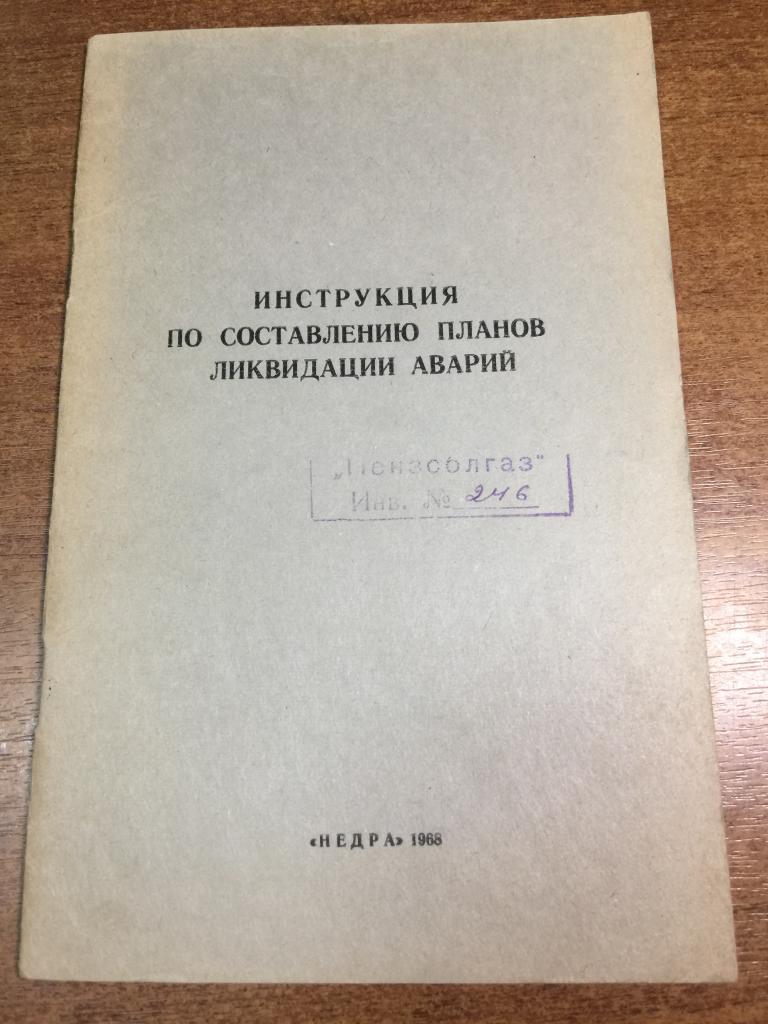 ИНСТРУКЦИЯ
ПО СОСТАВЛЕНИЮ ПЛАНОВ
ЛИКВИДАЦИИ АВАРИЙ
Инв. № 246
«НЕДРА» 1968